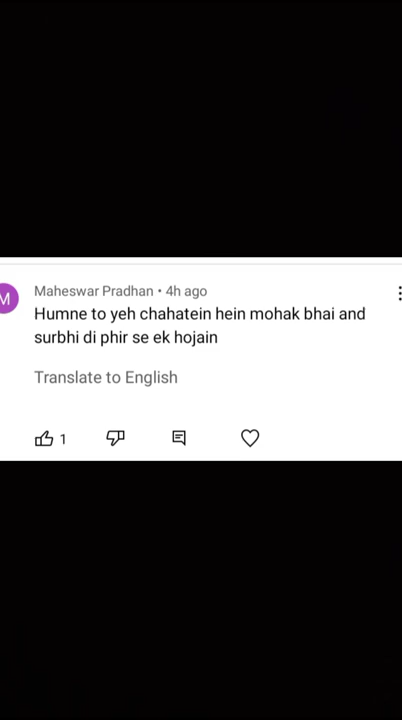 M
Maheswar Pradhan • 4h ago
Humne to yeh chahatein hein mohak bhai and
surbhi di phir se ek hojain
Translate to English
1